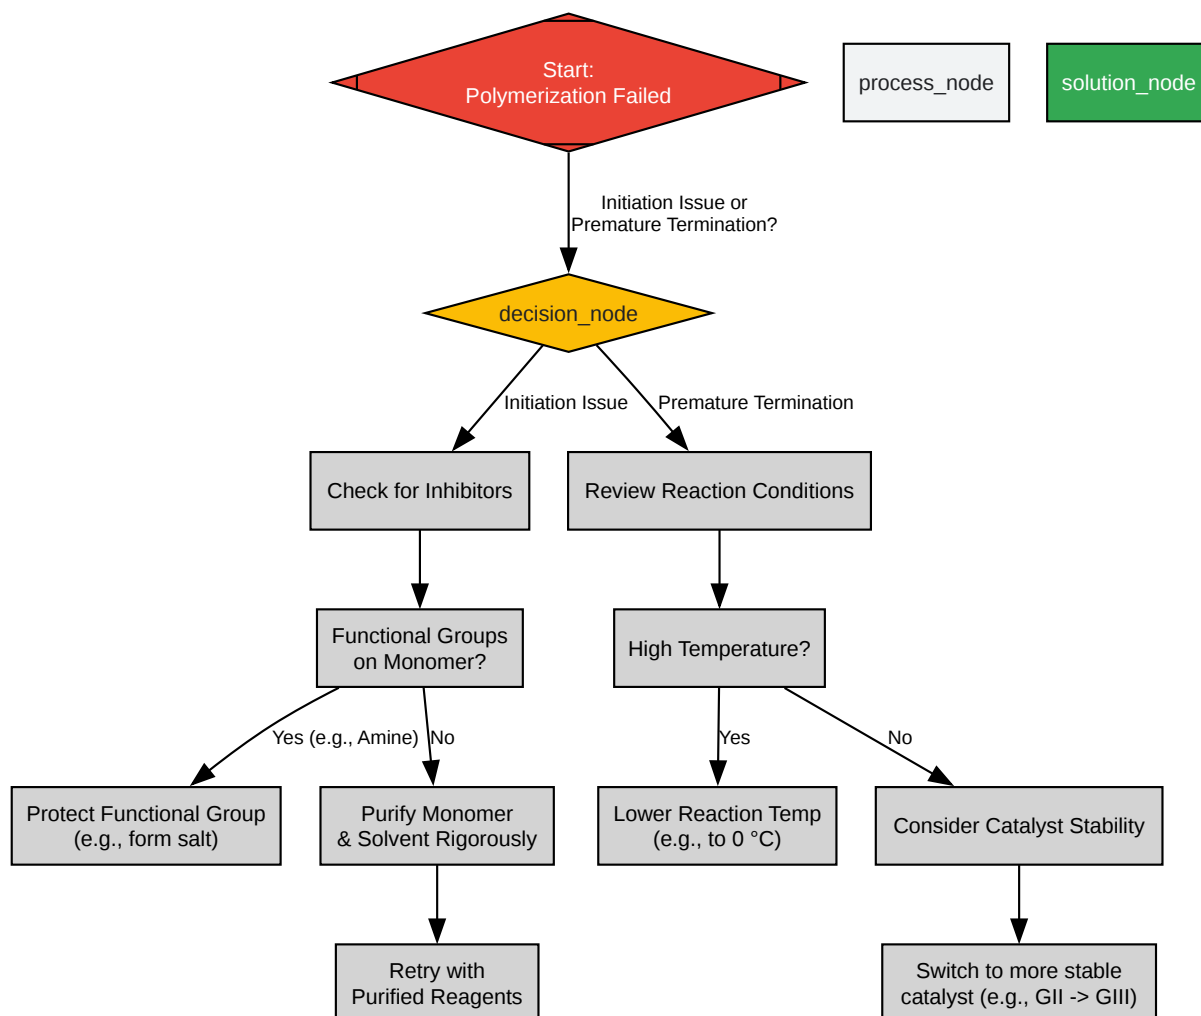 Start:
Polymerization Failed
process_node
solution_node
Initiation Issue or
Premature Termination?
decision_node
Initiation Issue
Premature Termination
Check for Inhibitors
Review Reaction Conditions
Functional Groups
on Monomer?
High Temperature?
Yes (e.g., Amine)
No
Yes
No
Protect Functional Group
(e.g., form salt)
Purify Monomer
& Solvent Rigorously
Lower Reaction Temp
(e.g., to 0 °C)
Consider Catalyst Stability
Retry with
Purified Reagents
Switch to more stable
catalyst (e.g., GII -> GIII)